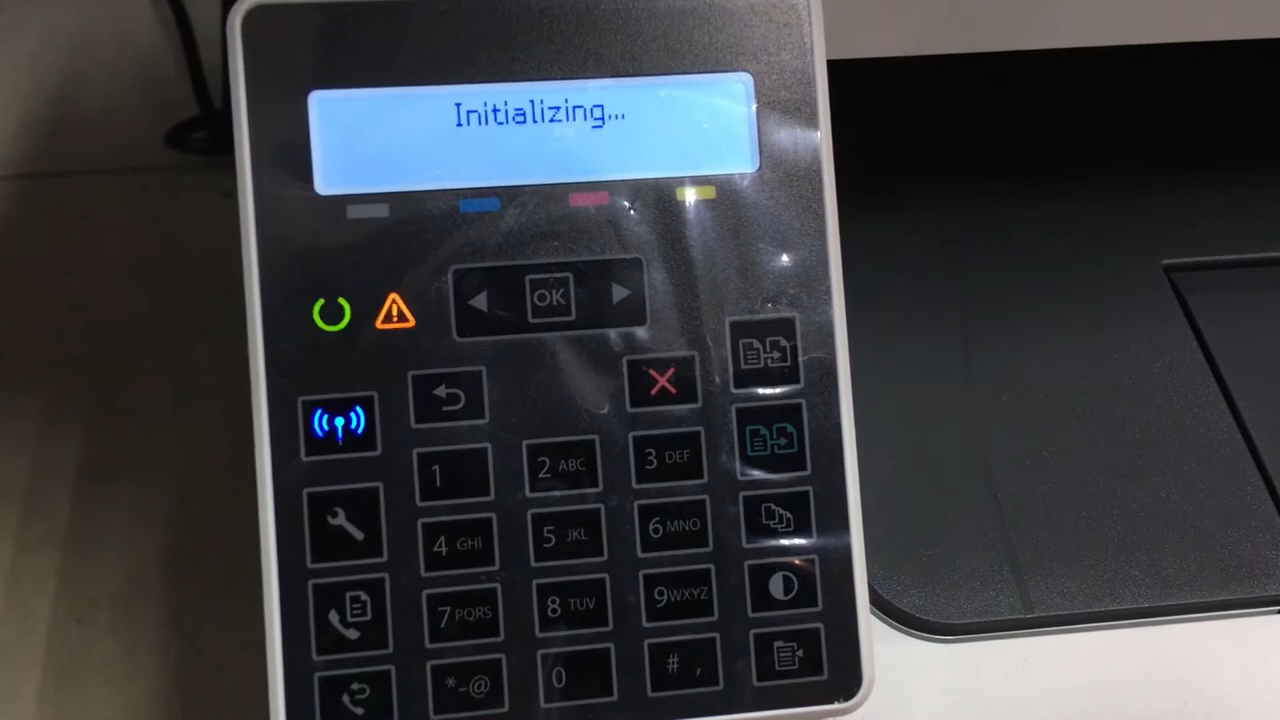 Initializing...
OK
1
2 ABC
3 DEF
4 GHI
5 JKL
6 MNO
7 PQRS
8 TUV
9 WXYZ
*-@
0
# ,